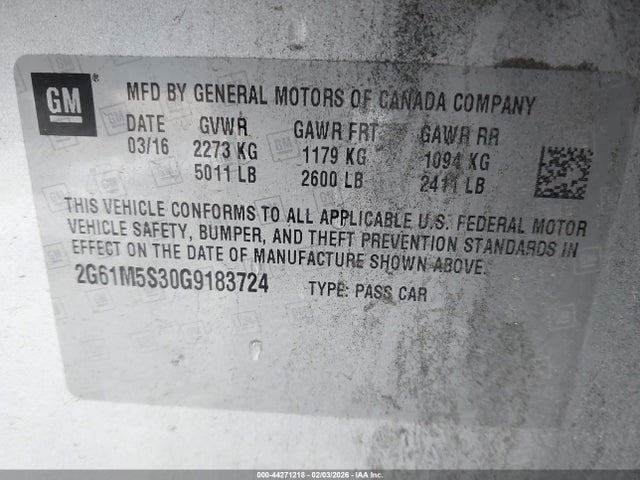 GM
MFD BY GENERAL MOTORS OF CANADA COMPANY
DATE GVWR GAWR FRT GAWR RR
03/16 2273 KG 1179 KG 1094 KG
5011 LB 2600 LB 2411 LB
THIS VEHICLE CONFORMS TO ALL APPLICABLE U.S. FEDERAL MOTOR
VEHICLE SAFETY, BUMPER, AND THEFT PREVENTION STANDARDS IN
EFFECT ON THE DATE OF MANUFACTURE SHOWN ABOVE.
2G61M5S30G9183724 TYPE: PASS CAR
000-44271218 - 02/03/2026 - IAAI.COM